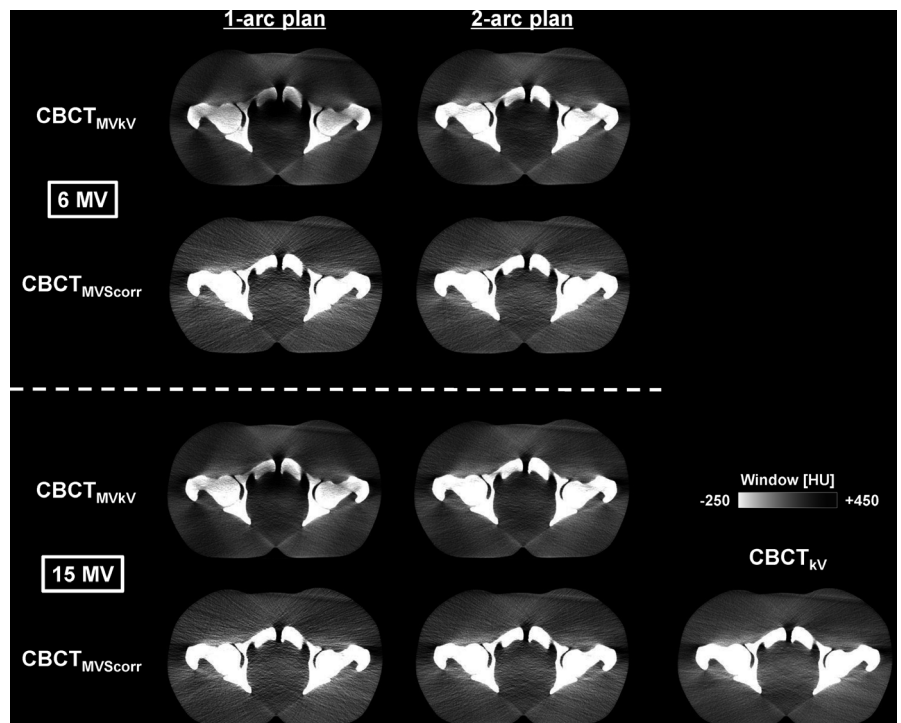 1-arc plan 2-arc plan
CBCTMVkV
6 MV
CBCTMVScorr
CBCTMVkV
Window [HU]
-250 +450
CBCTkV
15 MV
CBCTMVScorr